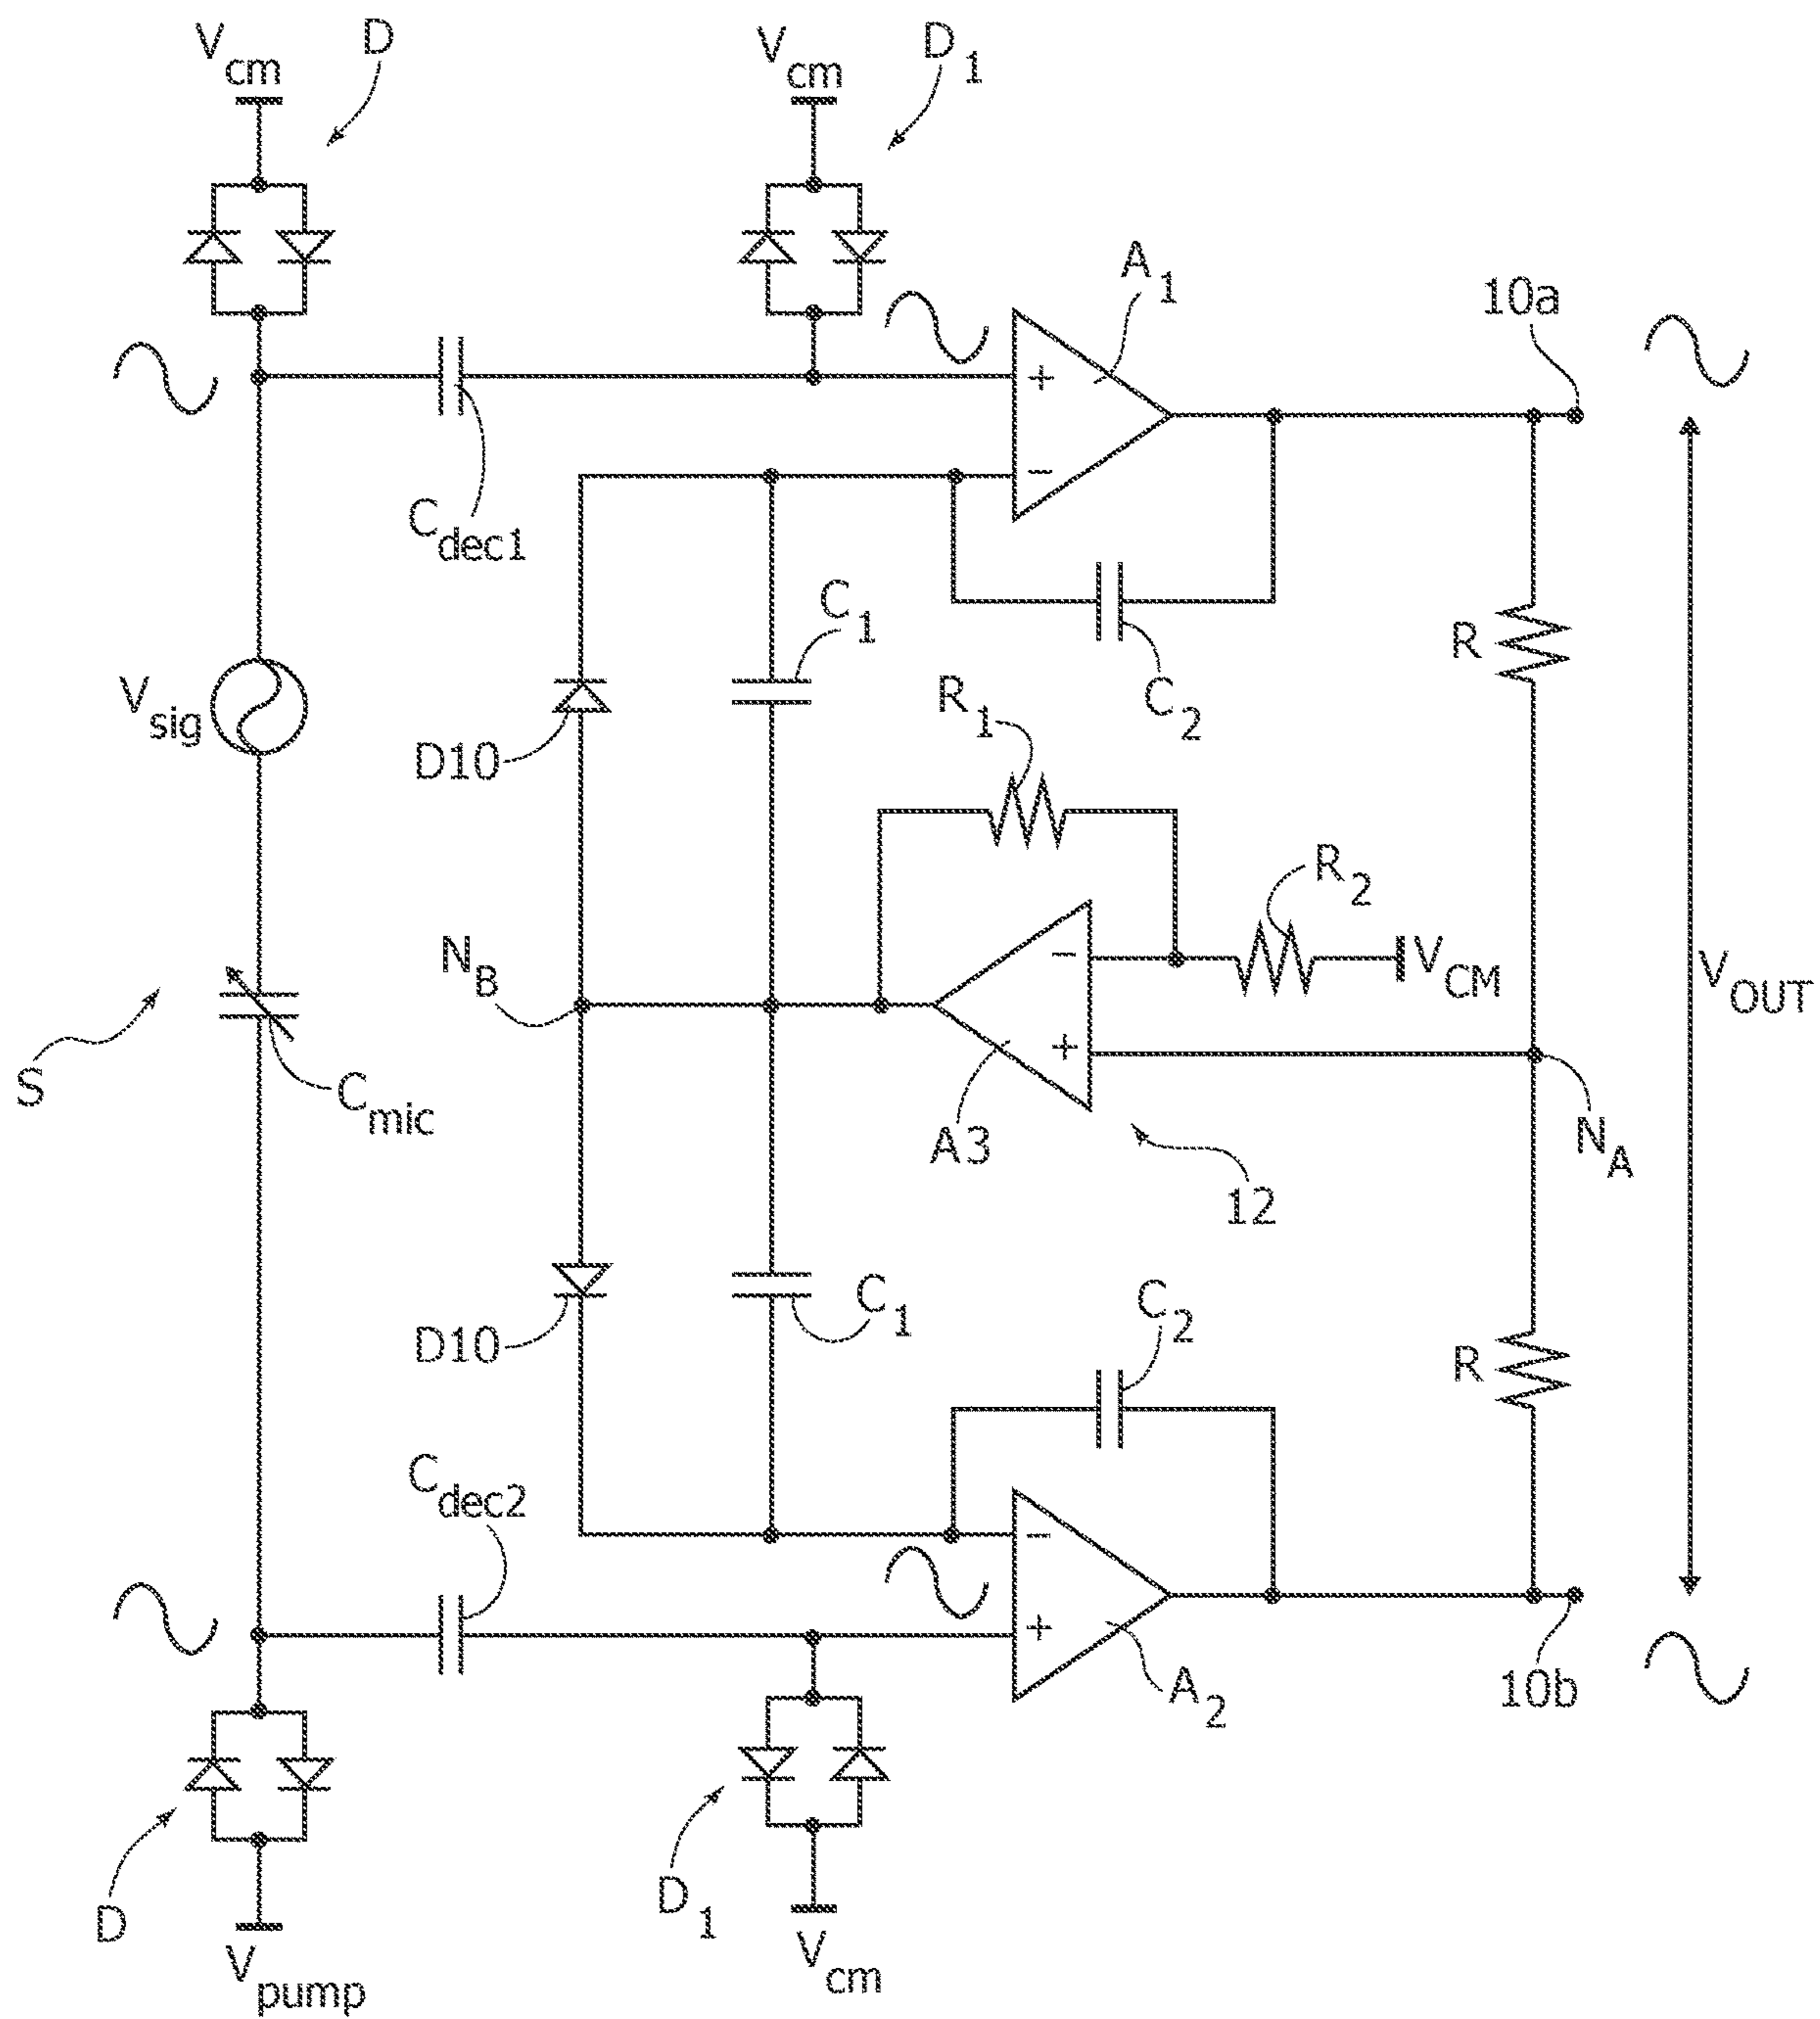 Vcm
D
Vcm
D1
A1
10a
+
−
Cdec1
C1
C2
R
Vsig
D10
R1
R2
NB
−
VCM
VOUT
S
Cmic
+
A3
NA
12
D10
C1
C2
R
Cdec2
−
+
A2
10b
D
D1
Vpump
Vcm